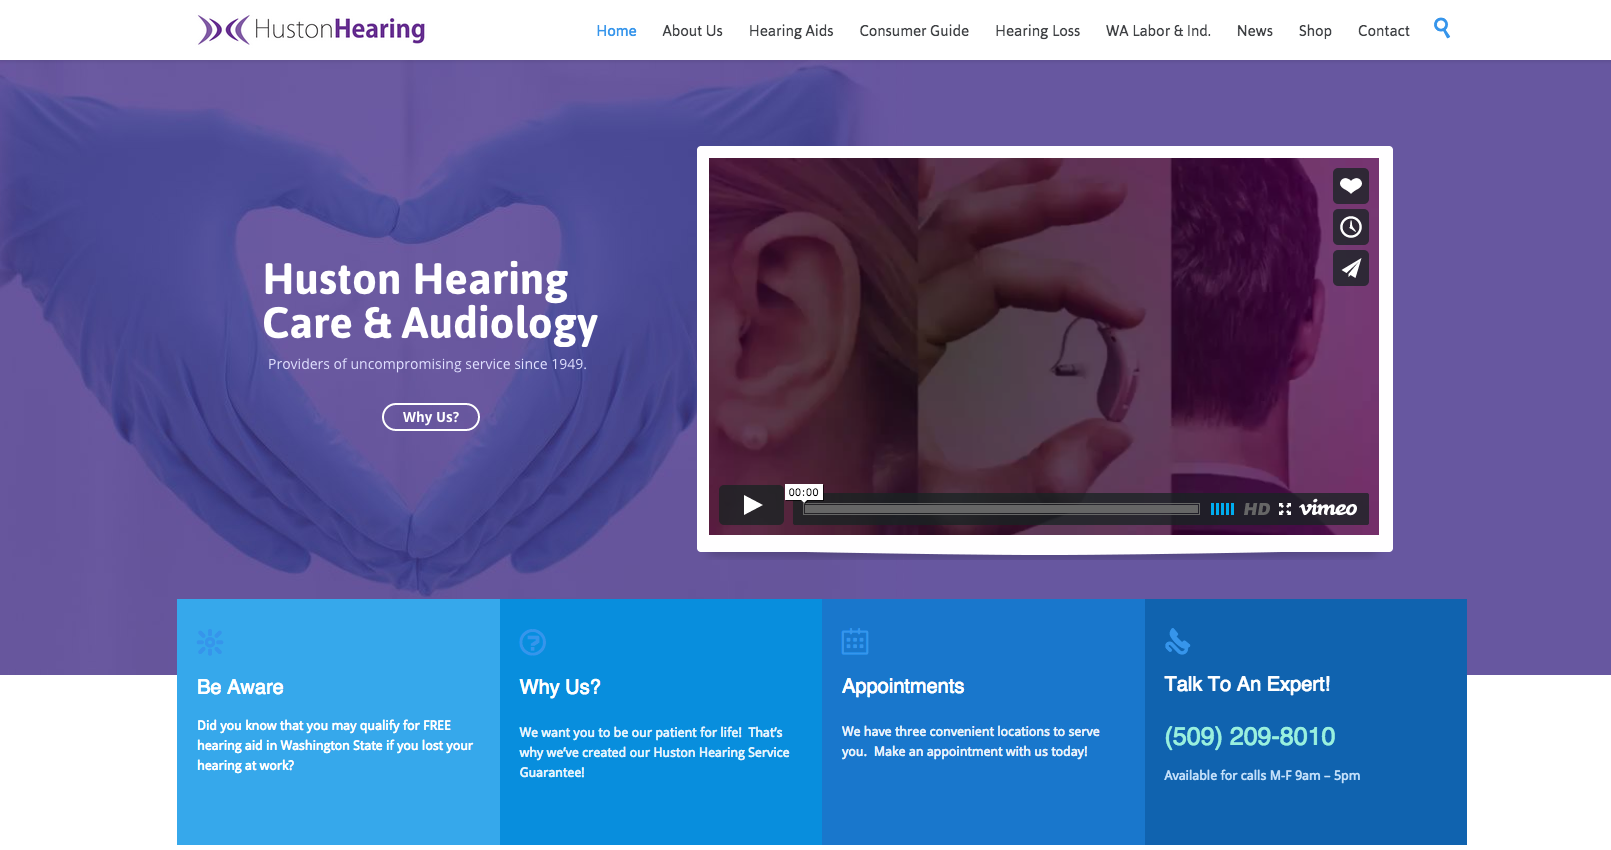 HustonHearing
Home About Us Hearing Aids Consumer Guide Hearing Loss WA Labor & Ind. News Shop Contact
Huston Hearing
Care & Audiology
Providers of uncompromising service since 1949.
Why Us?
00:00
HD vimeo
Be Aware
Did you know that you may qualify for FREE
hearing aid in Washington State if you lost your
hearing at work?
Why Us?
We want you to be our patient for life! That's
why we've created our Huston Hearing Service
Guarantee!
Appointments
We have three convenient locations to serve
you. Make an appointment with us today!
Talk To An Expert!
(509) 209-8010
Available for calls M-F 9am – 5pm